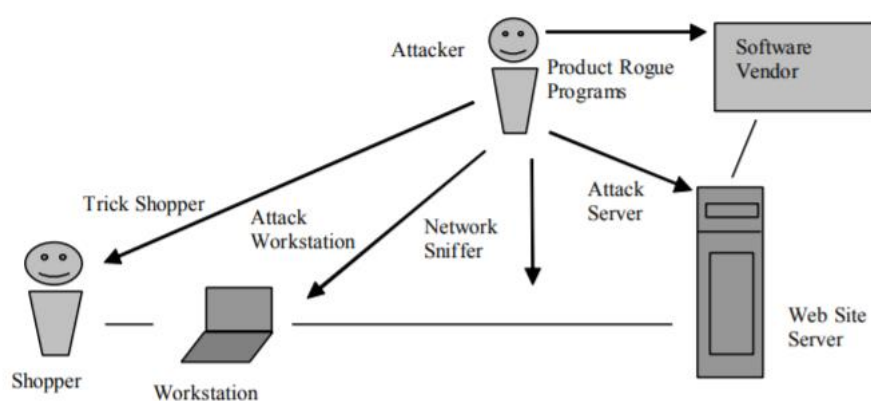 Attacker
Product Rogue
Programs
Software
Vendor
Trick Shopper
Attack
Workstation
Network
Sniffer
Attack
Server
Shopper
Workstation
Web Site
Server